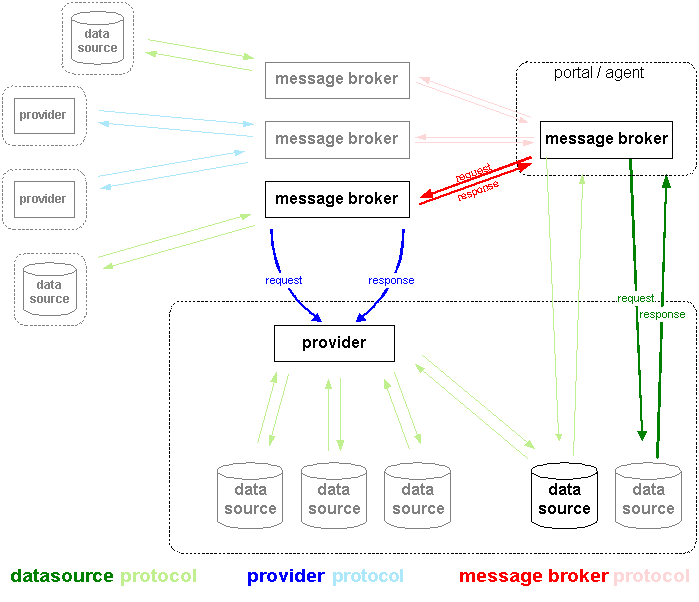 data
source
message broker
portal / agent
provider
message broker
message broker
request
response
provider
message broker
data
source
request
response
request
response
provider
data
source
data
source
data
source
data
source
data
source
datasource protocol
provider protocol
message broker protocol